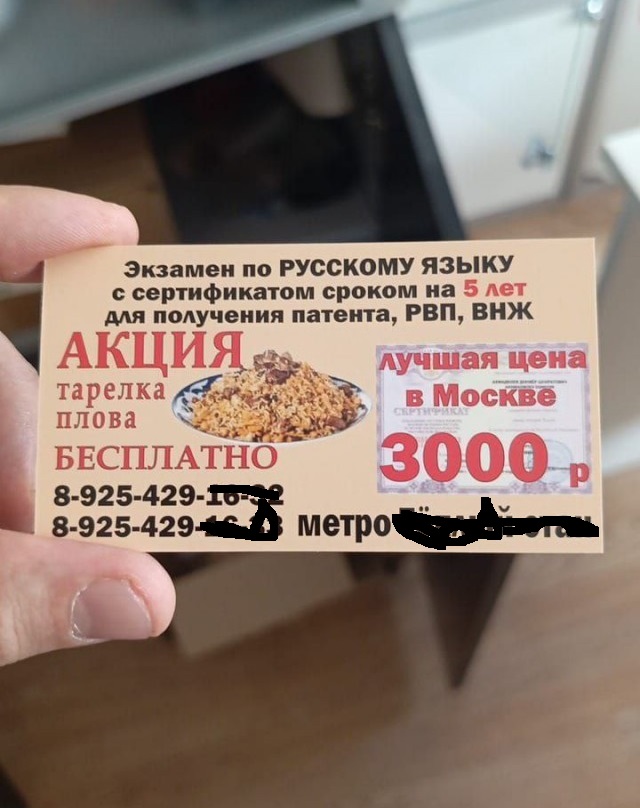 Экзамен по РУССКОМУ ЯЗЫКУ
с сертификатом сроком на 5 лет
для получения патента, РВП, ВНЖ
АКЦИЯ
тарелка
плова
БЕСПЛАТНО
лучшая цена
в Москве
СЕРТИФИКАТ
3000 р
8-925-429-
8-925-429-
метро